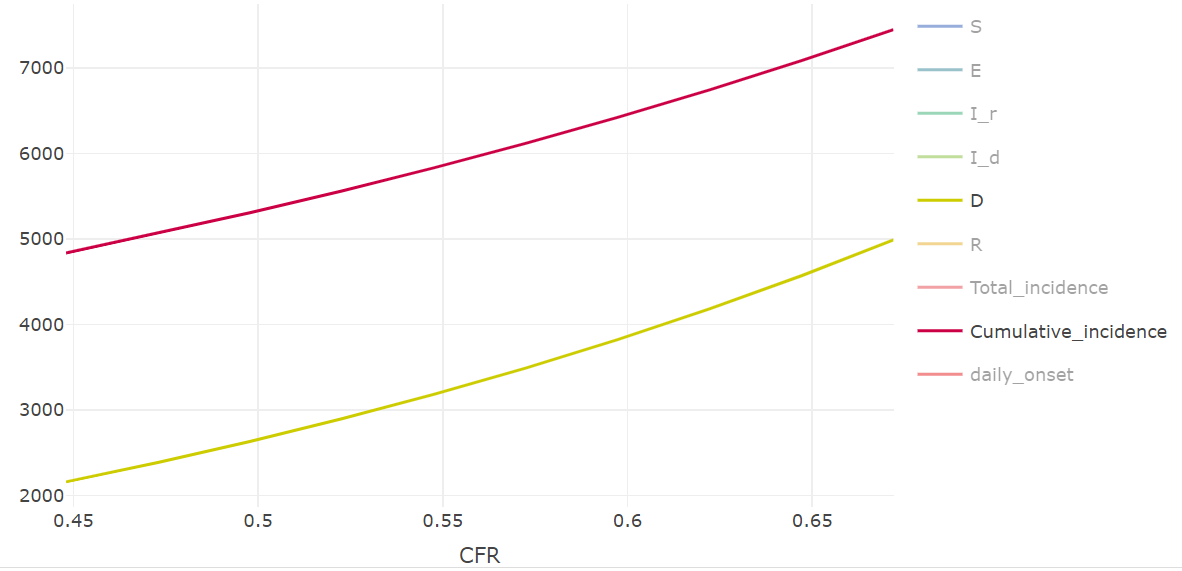 7000
6000
5000
4000
3000
2000
0.45
0.5
0.55
0.6
0.65
CFR
S
E
I_r
I_d
D
R
Total_incidence
Cumulative_incidence
daily_onset